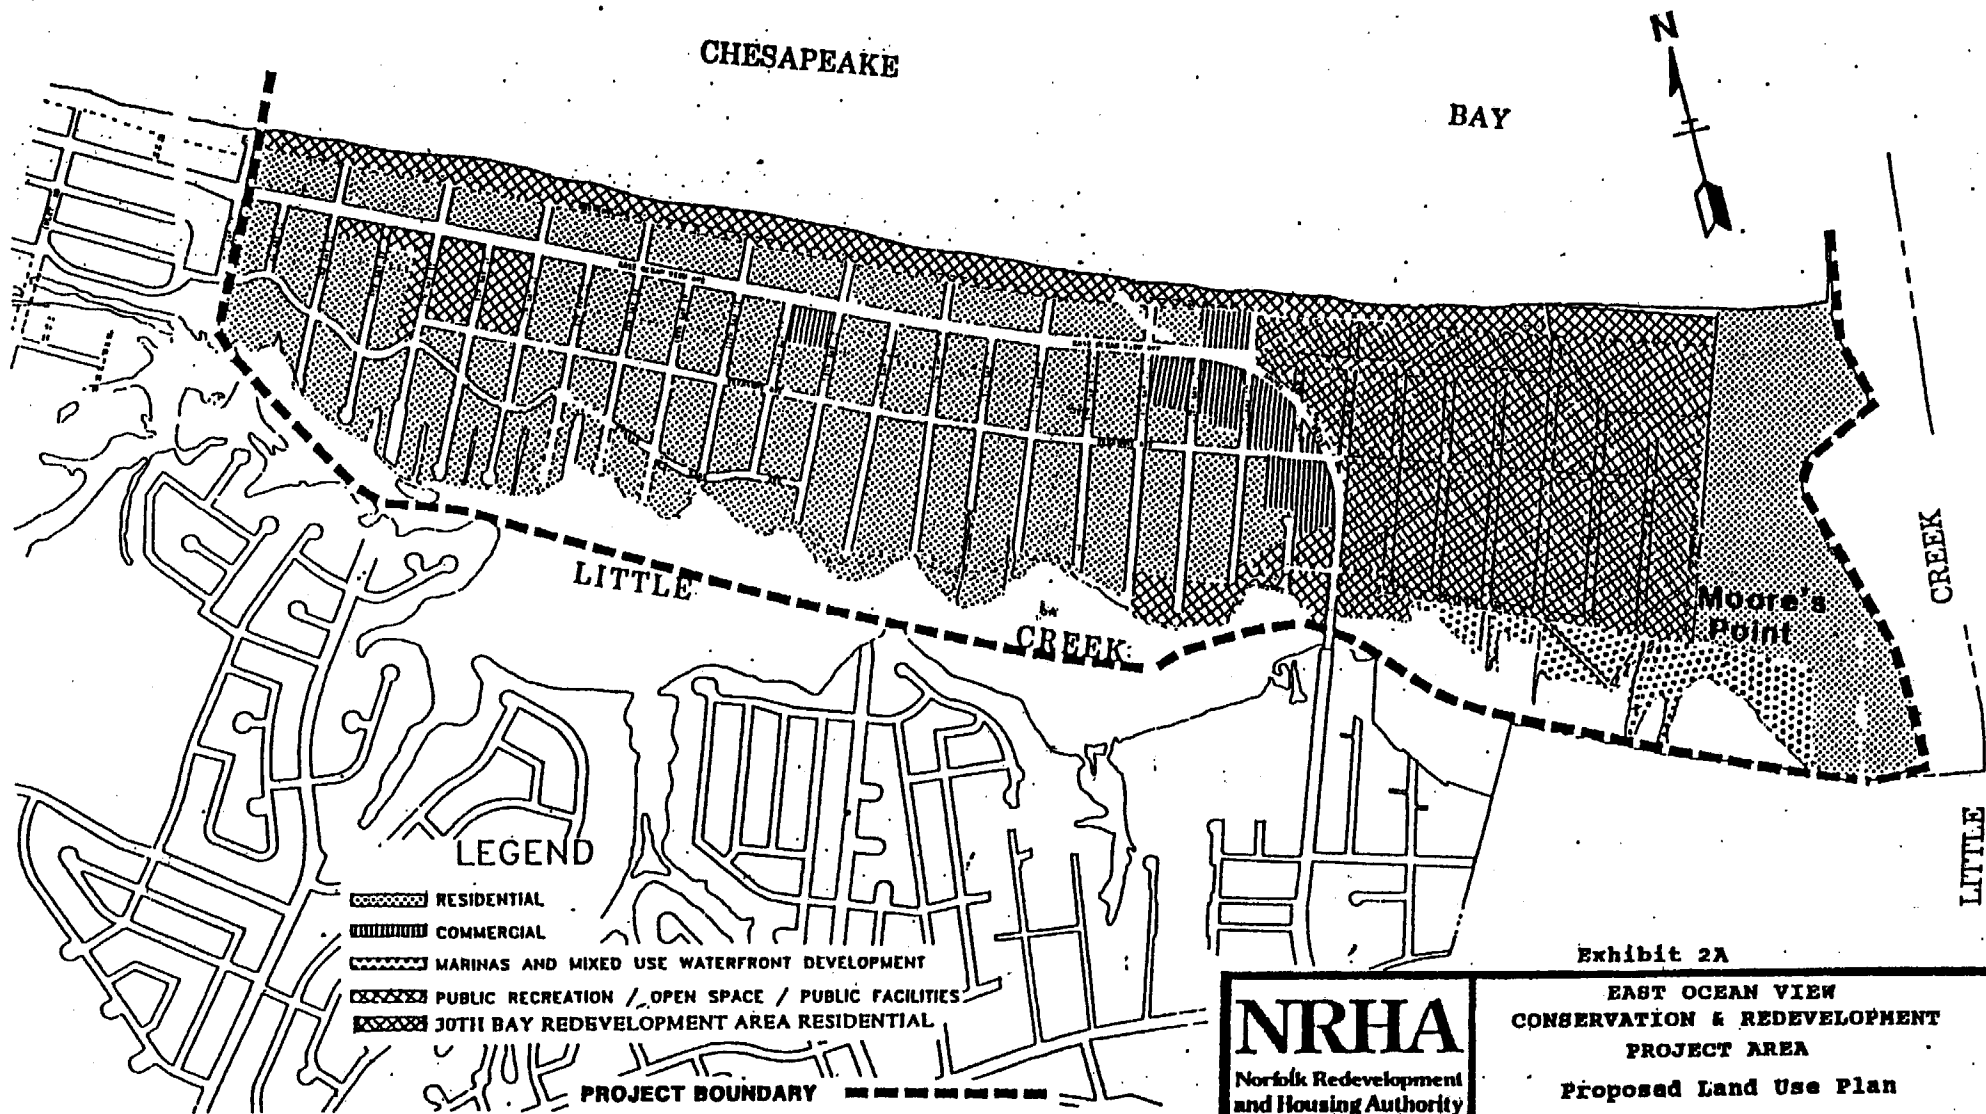 CHESAPEAKE
BAY
N
LITTLE
CREEK
Moore's
Point
CREEK
LITTLE
LEGEND
RESIDENTIAL
COMMERCIAL
MARINAS AND MIXED USE WATERFRONT DEVELOPMENT
PUBLIC RECREATION / OPEN SPACE / PUBLIC FACILITIES
30TH BAY REDEVELOPMENT AREA RESIDENTIAL
PROJECT BOUNDARY
Exhibit 2A
NRHA
Norfolk Redevelopment
and Housing Authority
EAST OCEAN VIEW
CONSERVATION & REDEVELOPMENT
PROJECT AREA
Proposed Land Use Plan